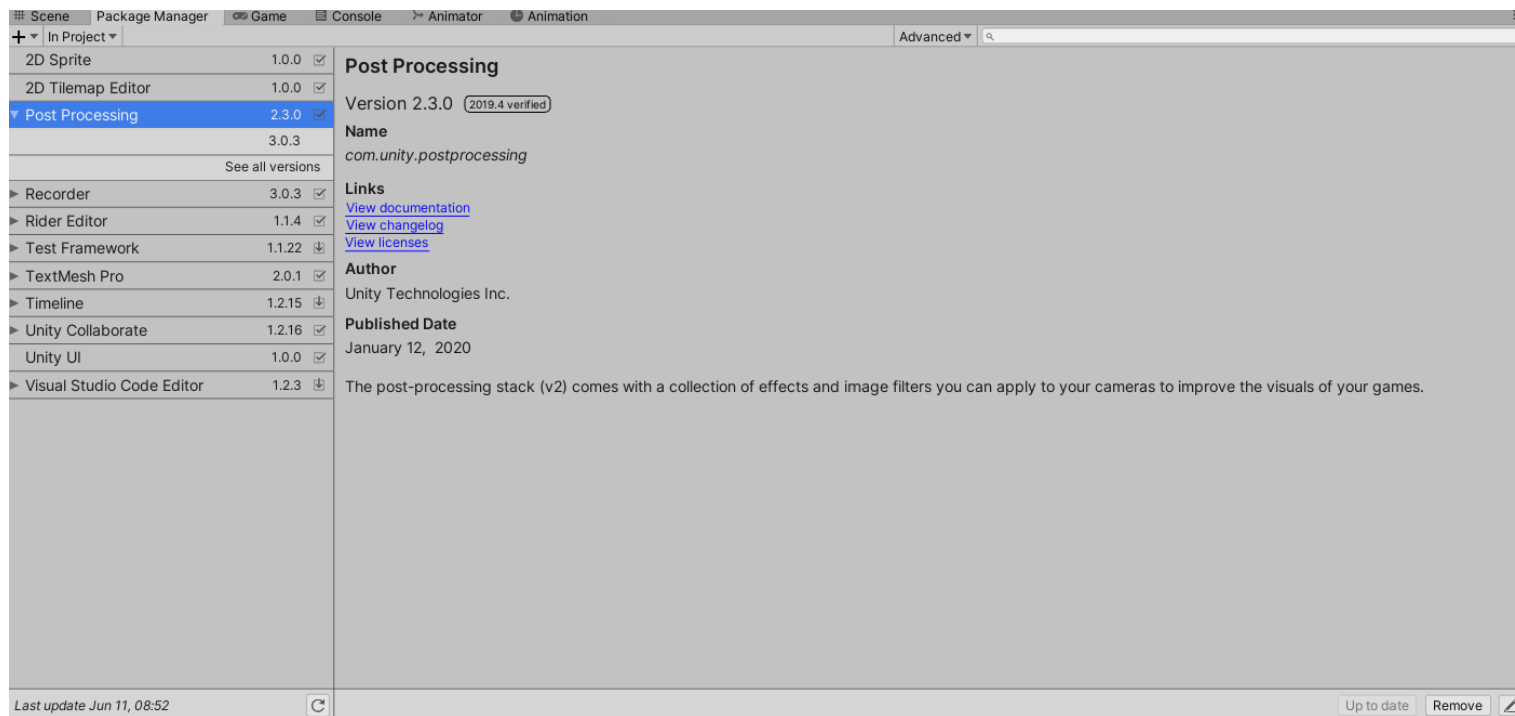 Scene Package Manager Game Console Animator Animation
In Project Advanced
2D Sprite 1.0.0
2D Tilemap Editor 1.0.0
Post Processing 2.3.0
3.0.3
See all versions
Recorder 3.0.3
Rider Editor 1.1.4
Test Framework 1.1.22
TextMesh Pro 2.0.1
Timeline 1.2.15
Unity Collaborate 1.2.16
Unity UI 1.0.0
Visual Studio Code Editor 1.2.3
Last update Jun 11, 08:52
Post Processing
Version 2.3.0 2019.4 verified
Name
com.unity.postprocessing
Links
View documentation
View changelog
View licenses
Author
Unity Technologies Inc.
Published Date
January 12, 2020
The post-processing stack (v2) comes with a collection of effects and image filters you can apply to your cameras to improve the visuals of your games.
Up to date Remove